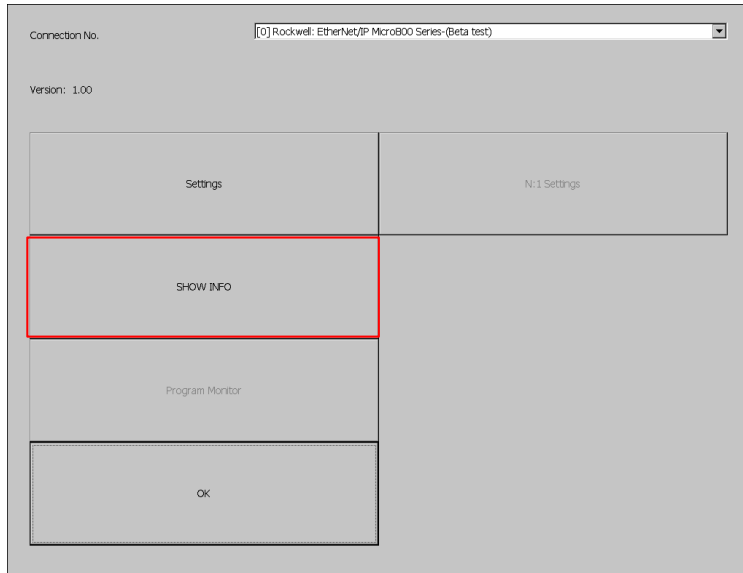 Connection No.
[0] Rockwell: EtherNet/IP Micro800 Series-(Beta test)
Version: 1.00
Settings
N:1 Settings
SHOW INFO
Program Monitor
OK